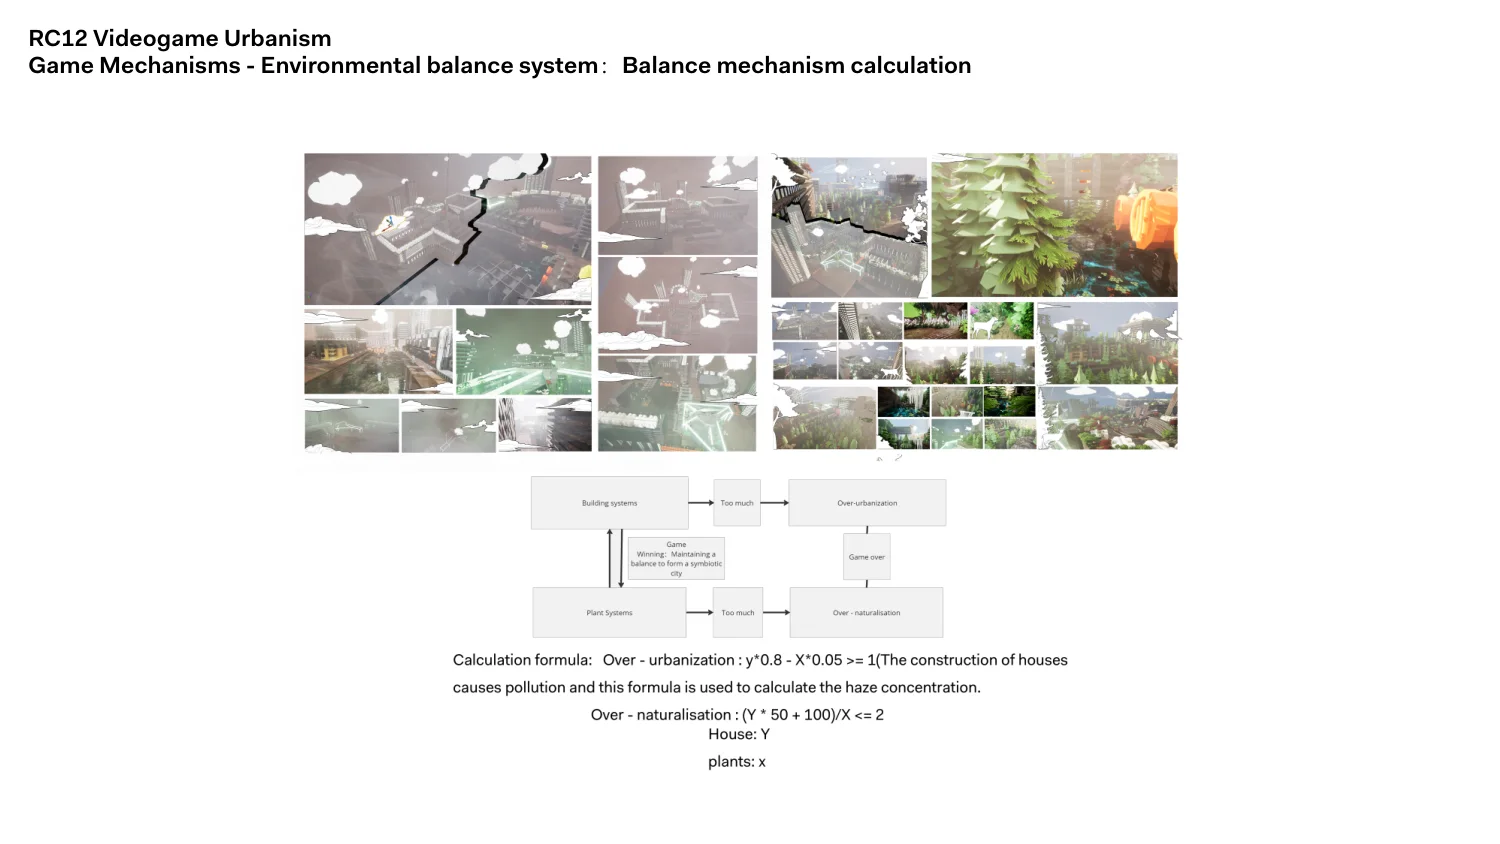 RC12 Videogame Urbanism
Game Mechanisms - Environmental balance system： Balance mechanism calculation
Building systems
Too much
Over-urbanization
Game
Winning：Maintaining a
balance to form a symbiotic
city
Game over
Plant Systems
Too much
Over - naturalisation
Calculation formula: Over - urbanization : y*0.8 - X*0.05 >= 1(The construction of houses
causes pollution and this formula is used to calculate the haze concentration.
Over - naturalisation : (Y * 50 + 100)/X <= 2
House: Y
plants: x